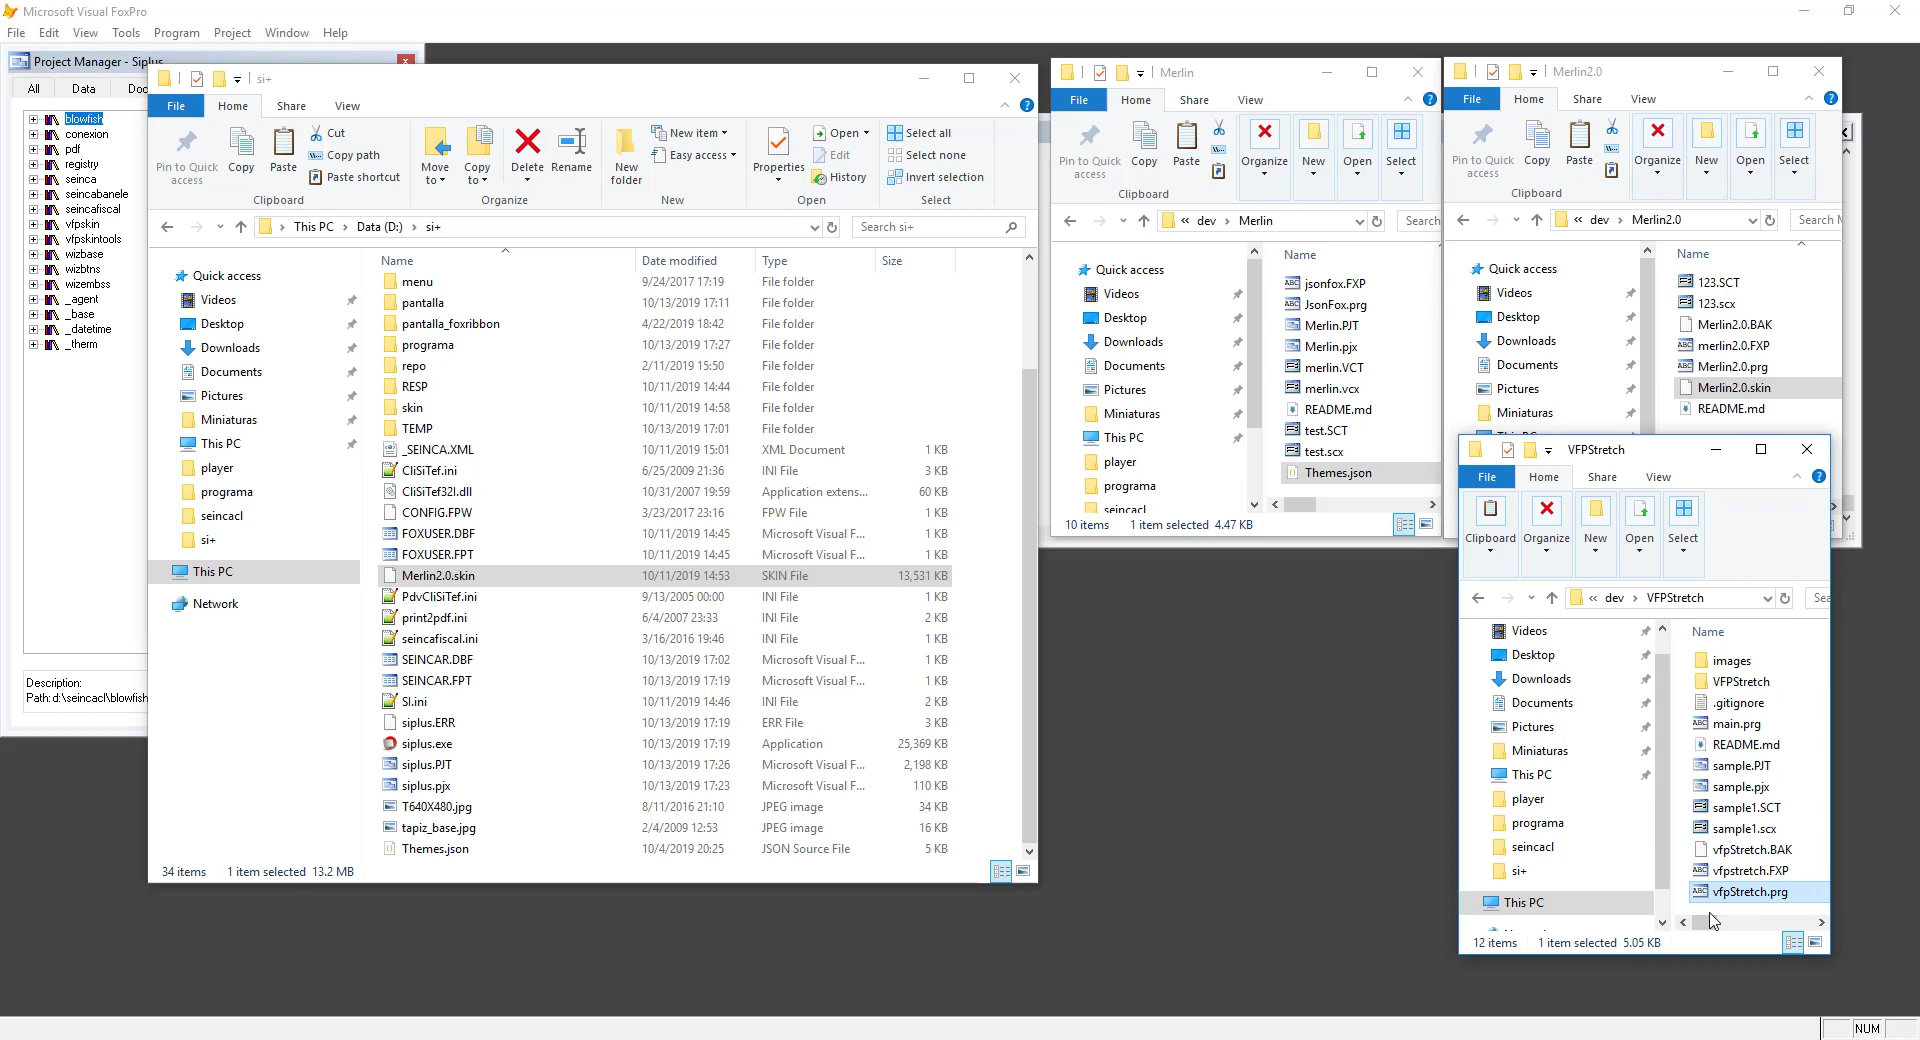 Microsoft Visual FoxPro
File Edit View Tools Program Project Window Help
Project Manager - Siplus
All Data Doc
blowfish
conexion
pdf
registry
seinca
seincabanele
seincafiscal
vfpskin
vfpskintools
wizbase
wizbtns
wizembss
_agent
_base
_datetime
_therm
Description:
Path: d:\seincacl\blowfish
si+
File Home Share View
Pin to Quick access
Copy
Paste
Cut
Copy path
Paste shortcut
Clipboard
Move to
Copy to
Delete
Rename
Organize
New folder
New item
Easy access
New
Properties
Open
Edit
History
Open
Select all
Select none
Invert selection
Select
This PC Data (D:) si+
Search si+
Quick access
Videos
Desktop
Downloads
Documents
Pictures
Miniaturas
This PC
player
programa
seincacl
si+
This PC
Network
Name Date modified Type Size
menu 9/24/2017 17:19 File folder
pantalla 10/13/2019 17:11 File folder
pantalla_foxribbon 4/22/2019 18:42 File folder
programa 10/13/2019 17:27 File folder
repo 2/11/2019 15:50 File folder
RESP 10/11/2019 14:44 File folder
skin 10/11/2019 14:58 File folder
TEMP 10/13/2019 17:01 File folder
_SEINCA.XML 10/11/2019 15:01 XML Document 1 KB
CliSiTef.ini 6/25/2009 21:36 INI File 3 KB
CliSiTef32I.dll 10/31/2007 19:59 Application extens... 60 KB
CONFIG.FPW 3/23/2017 23:16 FPW File 1 KB
FOXUSER.DBF 10/11/2019 14:45 Microsoft Visual F... 1 KB
FOXUSER.FPT 10/11/2019 14:45 Microsoft Visual F... 1 KB
Merlin2.0.skin 10/11/2019 14:53 SKIN File 13,531 KB
PdvCliSiTef.ini 9/13/2005 00:00 INI File 1 KB
print2pdf.ini 6/4/2007 23:33 INI File 2 KB
seincafiscal.ini 3/16/2016 19:46 INI File 1 KB
SEINCAR.DBF 10/13/2019 17:02 Microsoft Visual F... 1 KB
SEINCAR.FPT 10/13/2019 17:19 Microsoft Visual F... 1 KB
SI.ini 10/11/2019 14:46 INI File 2 KB
siplus.ERR 10/13/2019 17:19 ERR File 3 KB
siplus.exe 10/13/2019 17:19 Application 25,369 KB
siplus.PJT 10/13/2019 17:26 Microsoft Visual F... 2,198 KB
siplus.pjx 10/13/2019 17:23 Microsoft Visual F... 110 KB
T640X480.jpg 8/11/2016 21:10 JPEG image 34 KB
tapiz_base.jpg 2/4/2009 12:53 JPEG image 16 KB
Themes.json 10/4/2019 20:25 JSON Source File 5 KB
34 items 1 item selected 13.2 MB
Merlin
File Home Share View
Pin to Quick access
Copy
Paste
Clipboard
Organize
New
Open
Select
« dev Merlin
Search
Quick access
Videos
Desktop
Downloads
Documents
Pictures
Miniaturas
This PC
player
programa
seincacl
Name
jsonfox.FXP
JsonFox.prg
Merlin.PJT
Merlin.pjx
merlin.VCT
merlin.vcx
README.md
test.SCT
test.scx
Themes.json
10 items 1 item selected 4.47 KB
Merlin2.0
File Home Share View
Pin to Quick access
Copy
Paste
Clipboard
Organize
New
Open
Select
« dev Merlin2.0
Search M
Quick access
Videos
Desktop
Downloads
Documents
Pictures
Miniaturas
Name
123.SCT
123.scx
Merlin2.0.BAK
merlin2.0.FXP
Merlin2.0.prg
Merlin2.0.skin
README.md
VFPStretch
File Home Share View
Clipboard
Organize
New
Open
Select
« dev VFPStretch
Sea
Videos
Desktop
Downloads
Documents
Pictures
Miniaturas
This PC
player
programa
seincacl
si+
This PC
Name
images
VFPStretch
.gitignore
main.prg
README.md
sample.PJT
sample.pjx
sample1.SCT
sample1.scx
vfpStretch.BAK
vfpstretch.FXP
vfpStretch.prg
12 items 1 item selected 5.05 KB
NUM